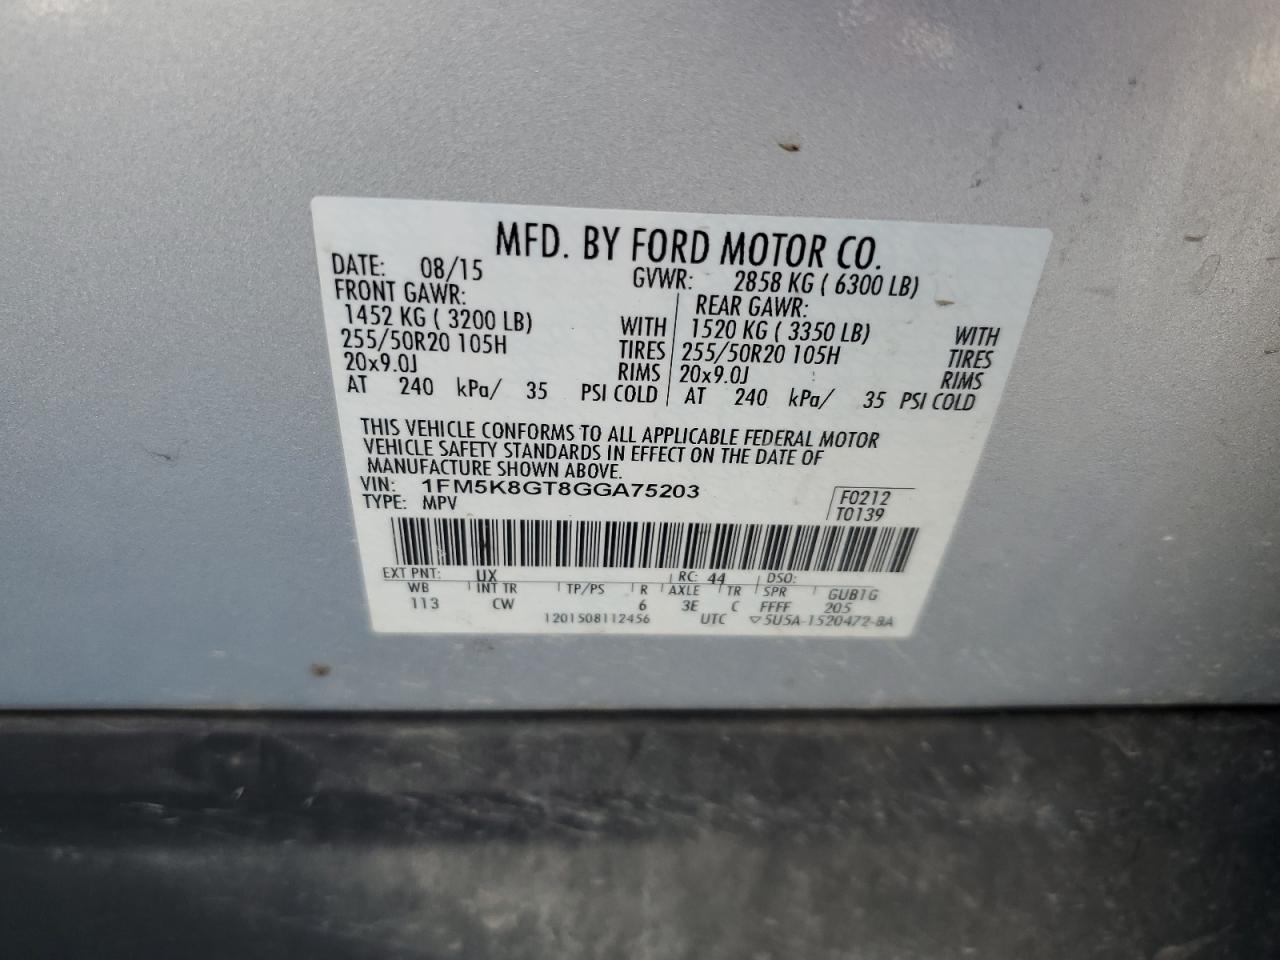 MFD. BY FORD MOTOR CO.
DATE: 08/15 GVWR: 2858 KG ( 6300 LB)
FRONT GAWR: REAR GAWR:
1452 KG ( 3200 LB) WITH 1520 KG ( 3350 LB) WITH
255/50R20 105H TIRES 255/50R20 105H TIRES
20x9.0J RIMS 20x9.0J RIMS
AT 240 kPa/ 35 PSI COLD AT 240 kPa/ 35 PSI COLD
THIS VEHICLE CONFORMS TO ALL APPLICABLE FEDERAL MOTOR
VEHICLE SAFETY STANDARDS IN EFFECT ON THE DATE OF
MANUFACTURE SHOWN ABOVE.
VIN: 1FM5K8GT8GGA75203 F0212
TYPE: MPV T0139
EXT PNT: UX RC: 44 DSO:
WB INT TR TP/PS R AXLE TR SPR GUB1G
113 CW 6 3E C FFFF 205
1201508112456 UTC ▽5U5A-1520472-BA